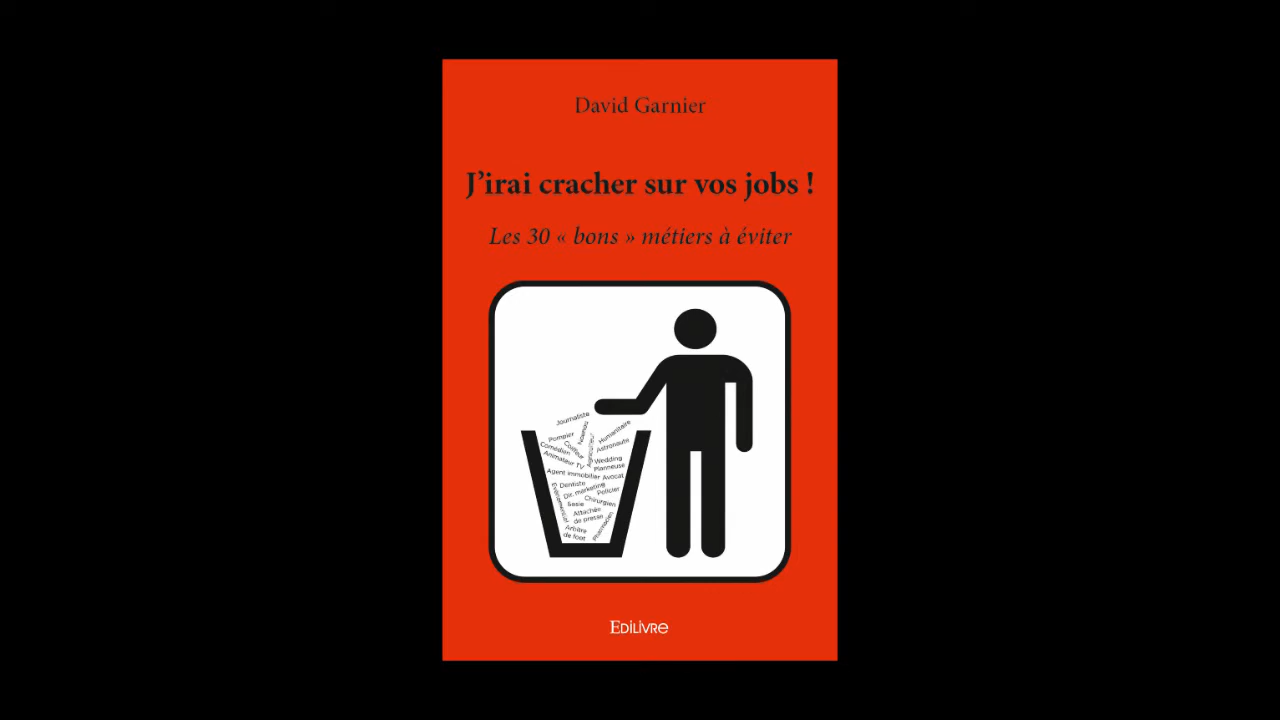 David Garnier
J’irai cracher sur vos jobs !
Les 30 « bons » métiers à éviter
Journaliste
Pompier
Comédien
Coiffeur
Animateur TV
Humanitaire
Astronaute
Wedding
Planneuse
Agent immobilier
Avocat
Dentiste
Dir. marketing
Policier
Chirurgien
Attachée
de presse
Arbitre
de foot
Pharmacien
EDILIVRE